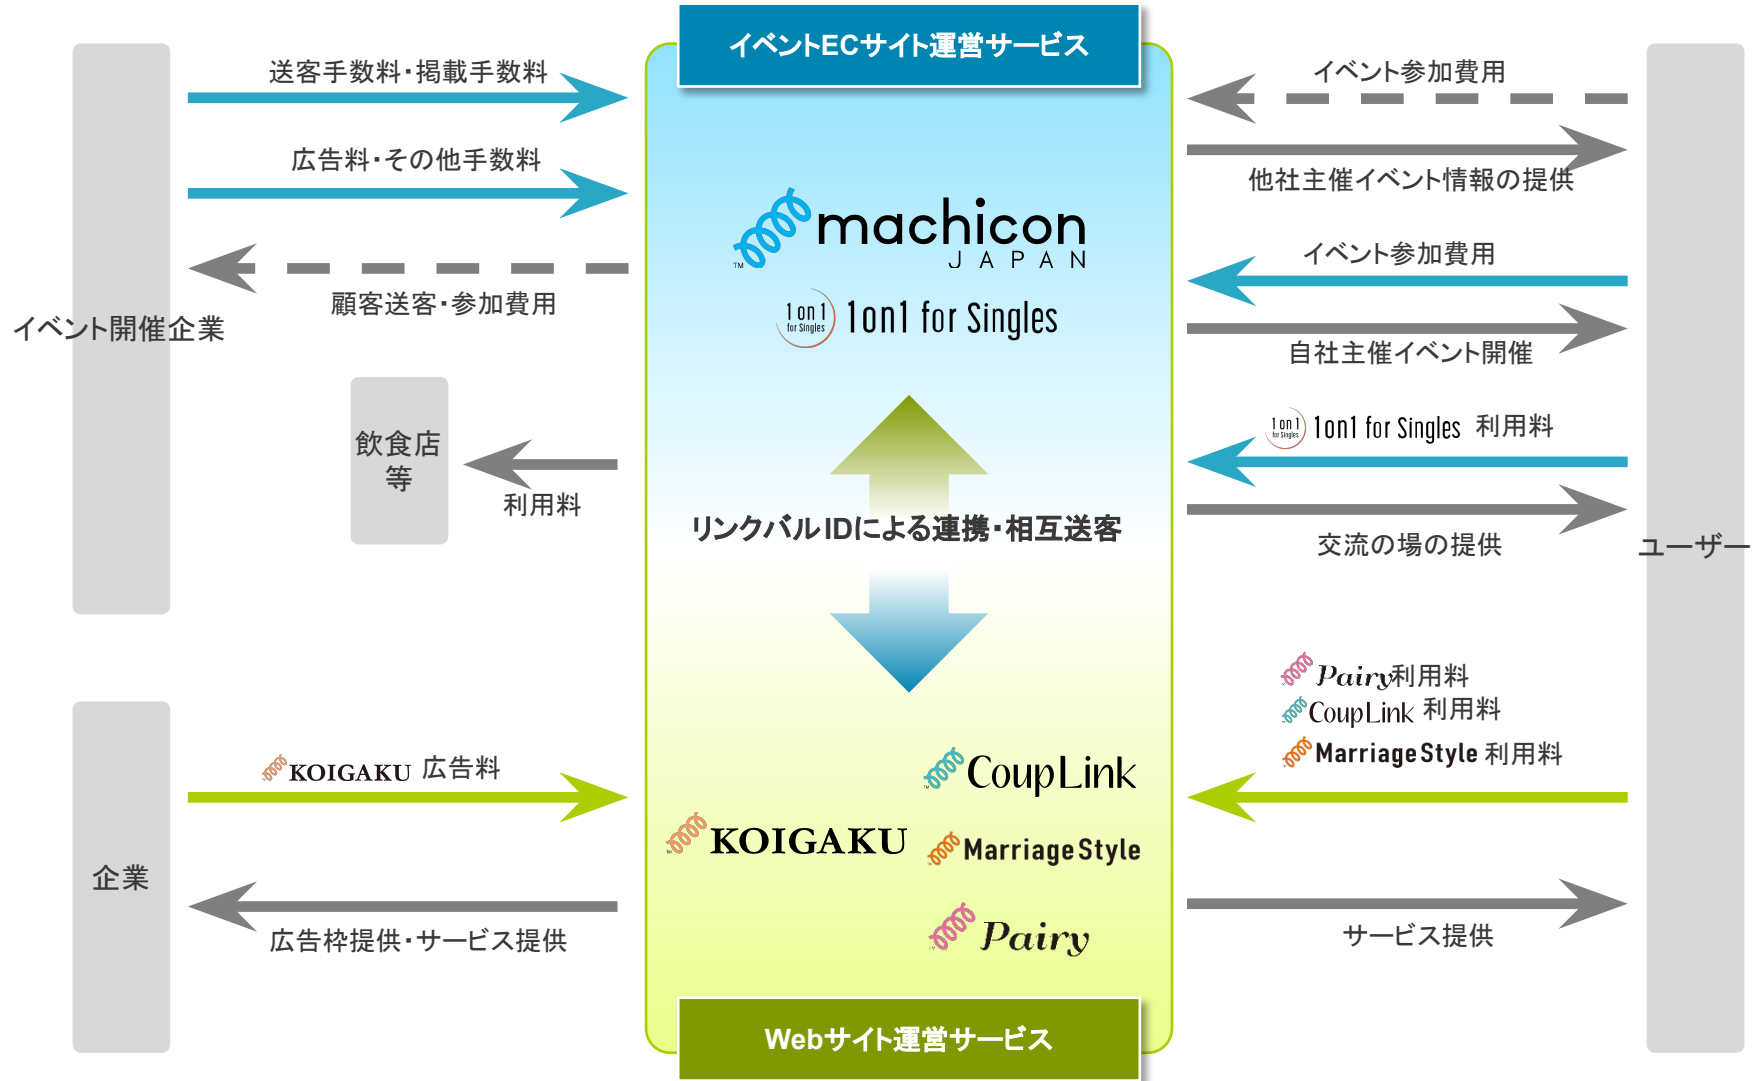 イベントECサイト運営サービス
送客手数料・掲載手数料
広告料・その他手数料
顧客送客・参加費用
イベント開催企業
飲食店
等
利用料
machicon
JAPAN
TM
1on1
for Singles
1on1 for Singles
リンクバルIDによる連携・相互送客
イベント参加費用
他社主催イベント情報の提供
イベント参加費用
自社主催イベント開催
1on1
for Singles
1on1 for Singles 利用料
交流の場の提供
ユーザー
企業
KOIGAKU 広告料
広告枠提供・サービス提供
CoupLink
KOIGAKU
MarriageStyle
Pairy
Pairy利用料
CoupLink 利用料
MarriageStyle 利用料
サービス提供
Webサイト運営サービス